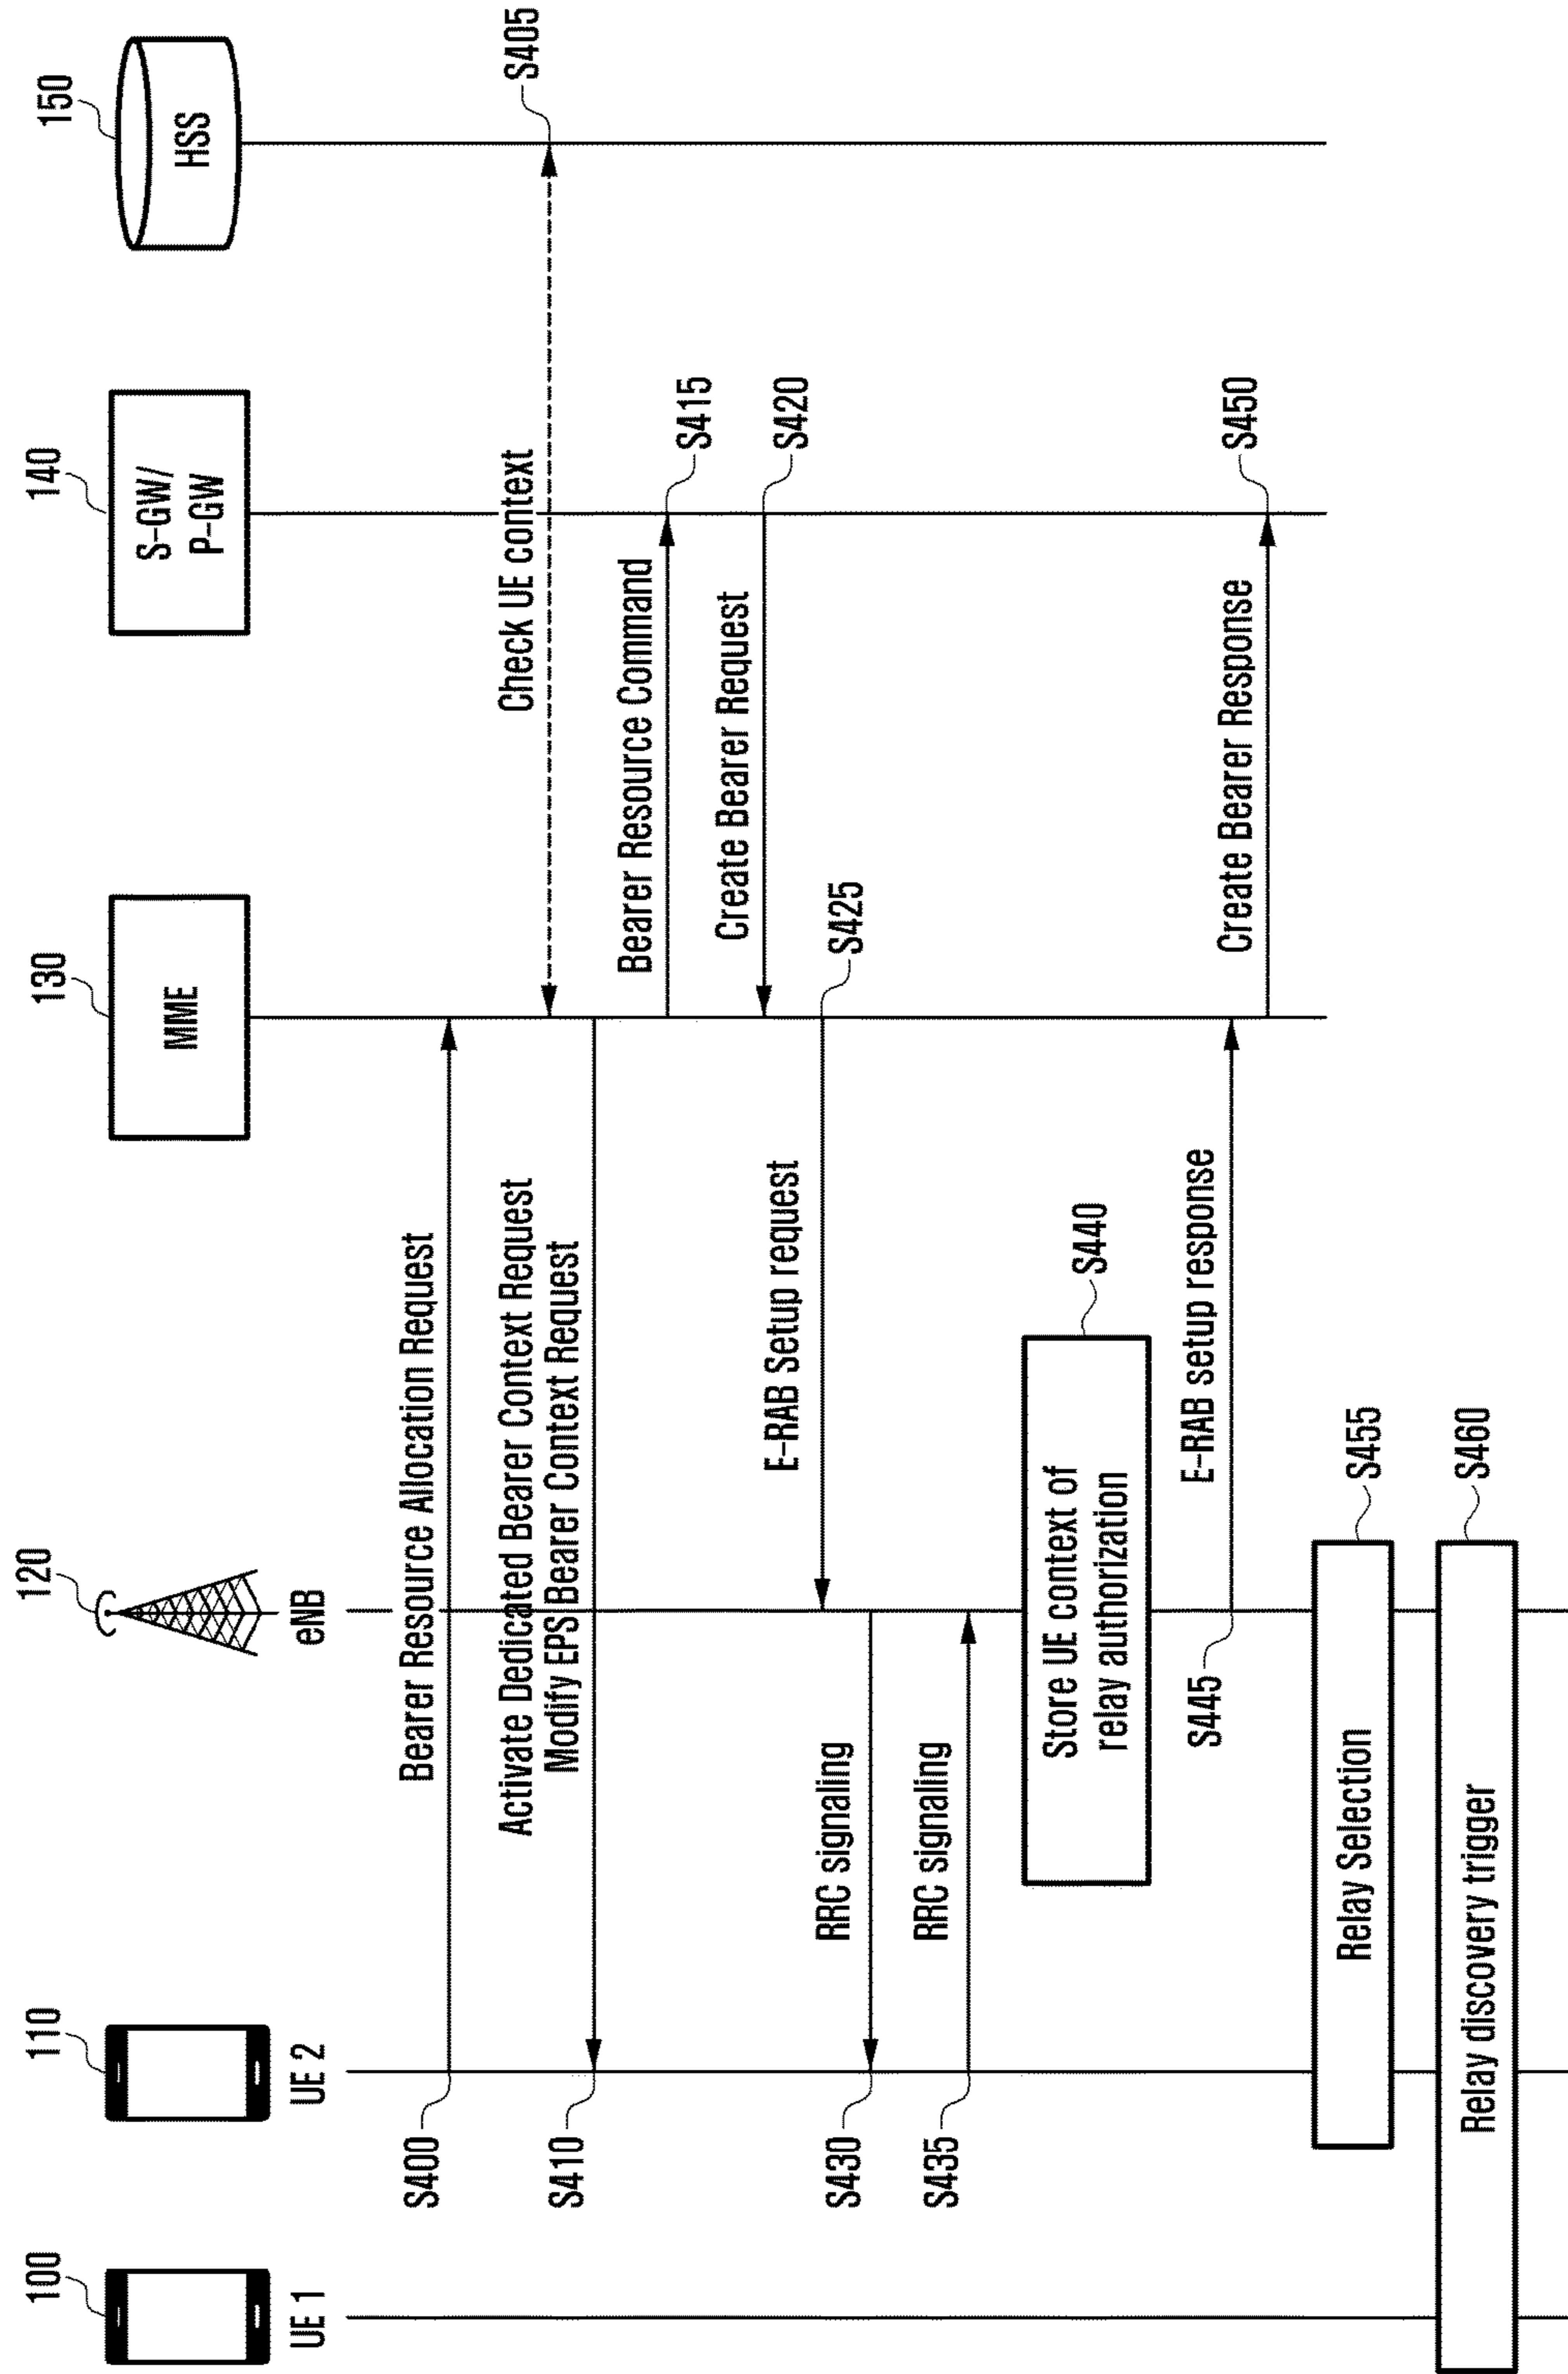 100
110
120
130
140
150
UE 1
UE 2
eNB
MME
S-GW/
P-GW
HSS
S400
Bearer Resource Allocation Request
Check UE context
S405
S410
Activate Dedicated Bearer Context Request
Modify EPS Bearer Context Request
Bearer Resource Command
S415
Create Bearer Request
S420
E-RAB Setup request
S425
S430
RRC signaling
S435
RRC signaling
Store UE context of
relay authorization
S440
S445
E-RAB setup response
Create Bearer Response
S450
Relay Selection
S455
Relay discovery trigger
S460